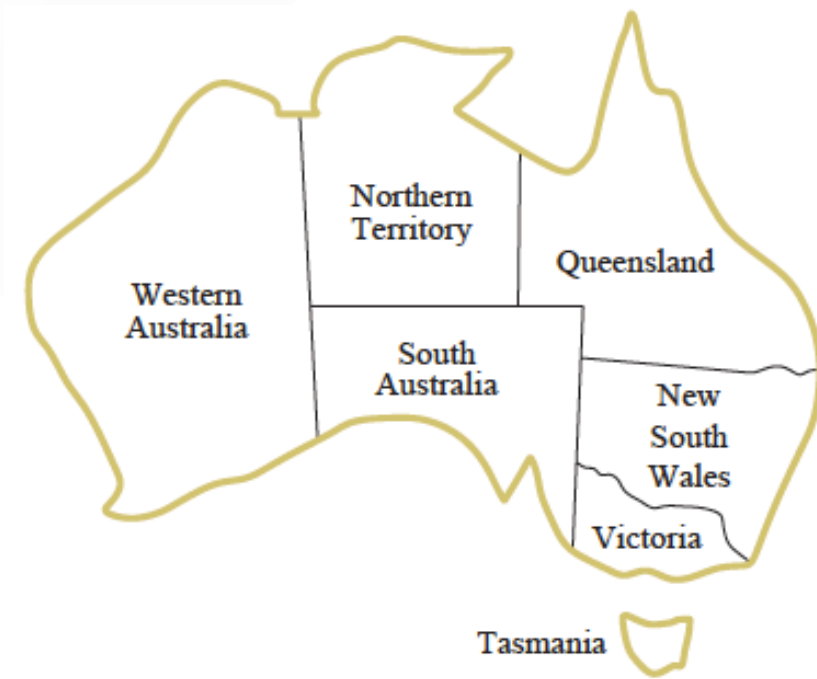 Northern
Territory
Queensland
Western
Australia
South
Australia
New
South
Wales
Victoria
Tasmania